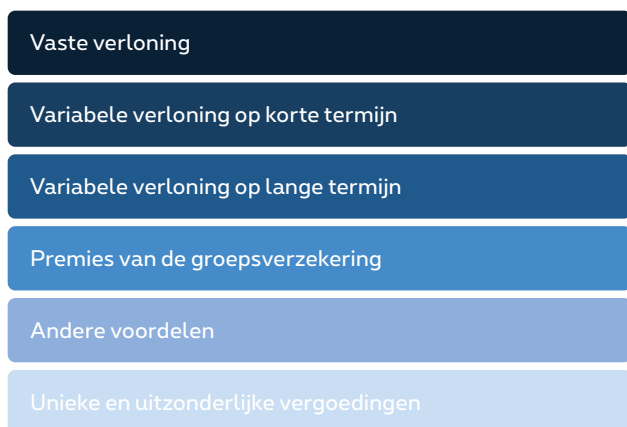 Vaste verloning
Variabele verloning op korte termijn
Variabele verloning op lange termijn
Premies van de groepsverzekering
Andere voordelen
Unieke en uitzonderlijke vergoedingen